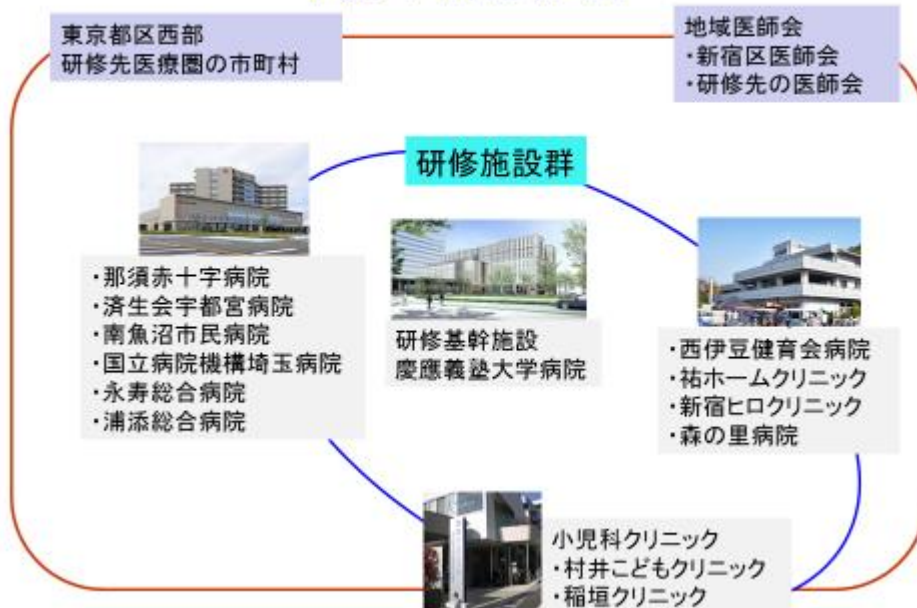 東京都区西部
研修先医療圏の市町村
地域医師会
・新宿区医師会
・研修先の医師会
研修施設群
・那須赤十字病院
・済生会宇都宮病院
・南魚沼市民病院
・国立病院機構埼玉病院
・永寿総合病院
・浦添総合病院
研修基幹施設
慶應義塾大学病院
・西伊豆健育会病院
・祐ホームクリニック
・新宿ヒロクリニック
・森の里病院
小児科クリニック
・村井こどもクリニック
・稲垣クリニック